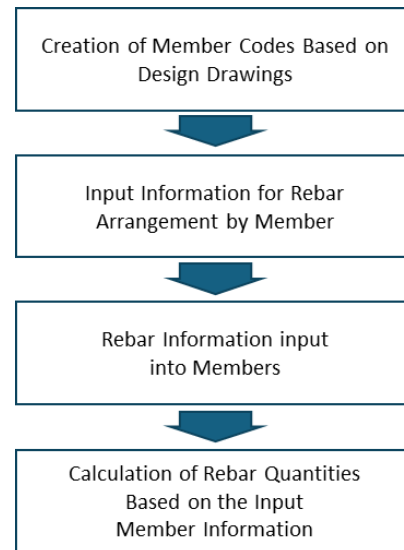 Creation of Member Codes Based on
Design Drawings
Input Information for Rebar
Arrangement by Member
Rebar Information input
into Members
Calculation of Rebar Quantities
Based on the Input
Member Information